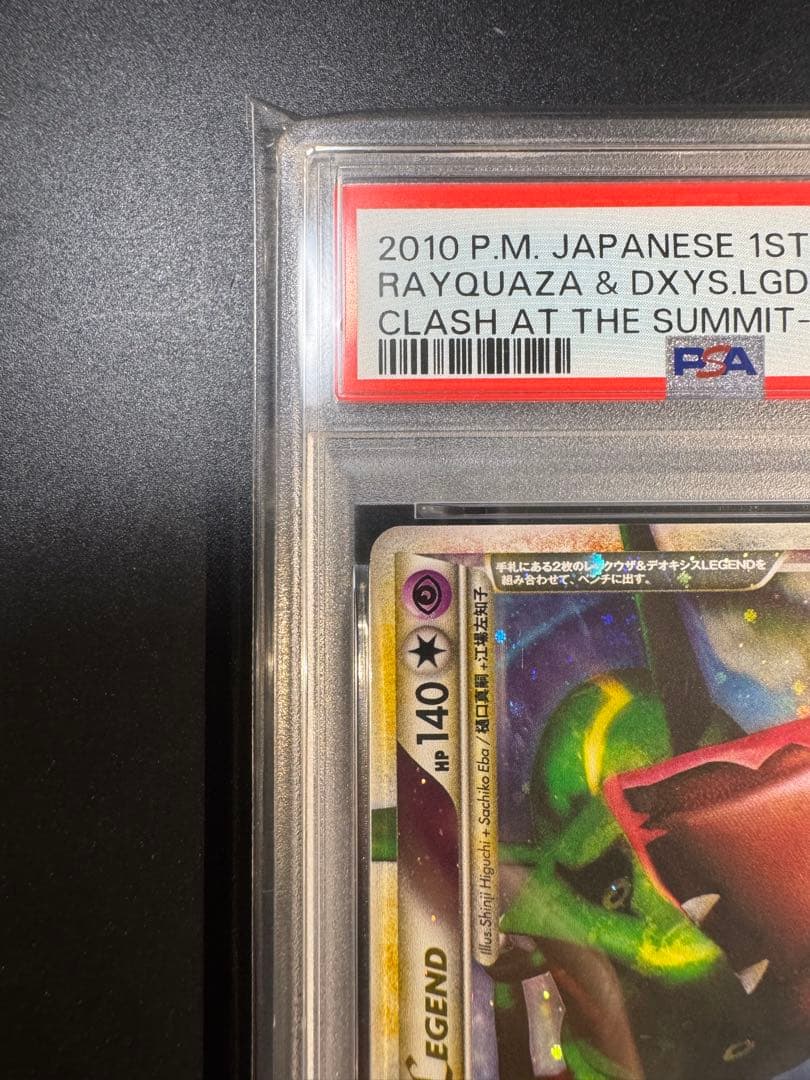 2010 P.M. JAPANESE 1ST
RAYQUAZA & DXYS.LGD
CLASH AT THE SUMMIT-
PSA
手札にある2枚のレックウザ&デオキシスLEGENDを
組み合わせて、ベンチに出す。
HP 140
Illus. Shinji Higuchi + Sachiko Eba / 樋口真嗣+江場左知子
LEGEND